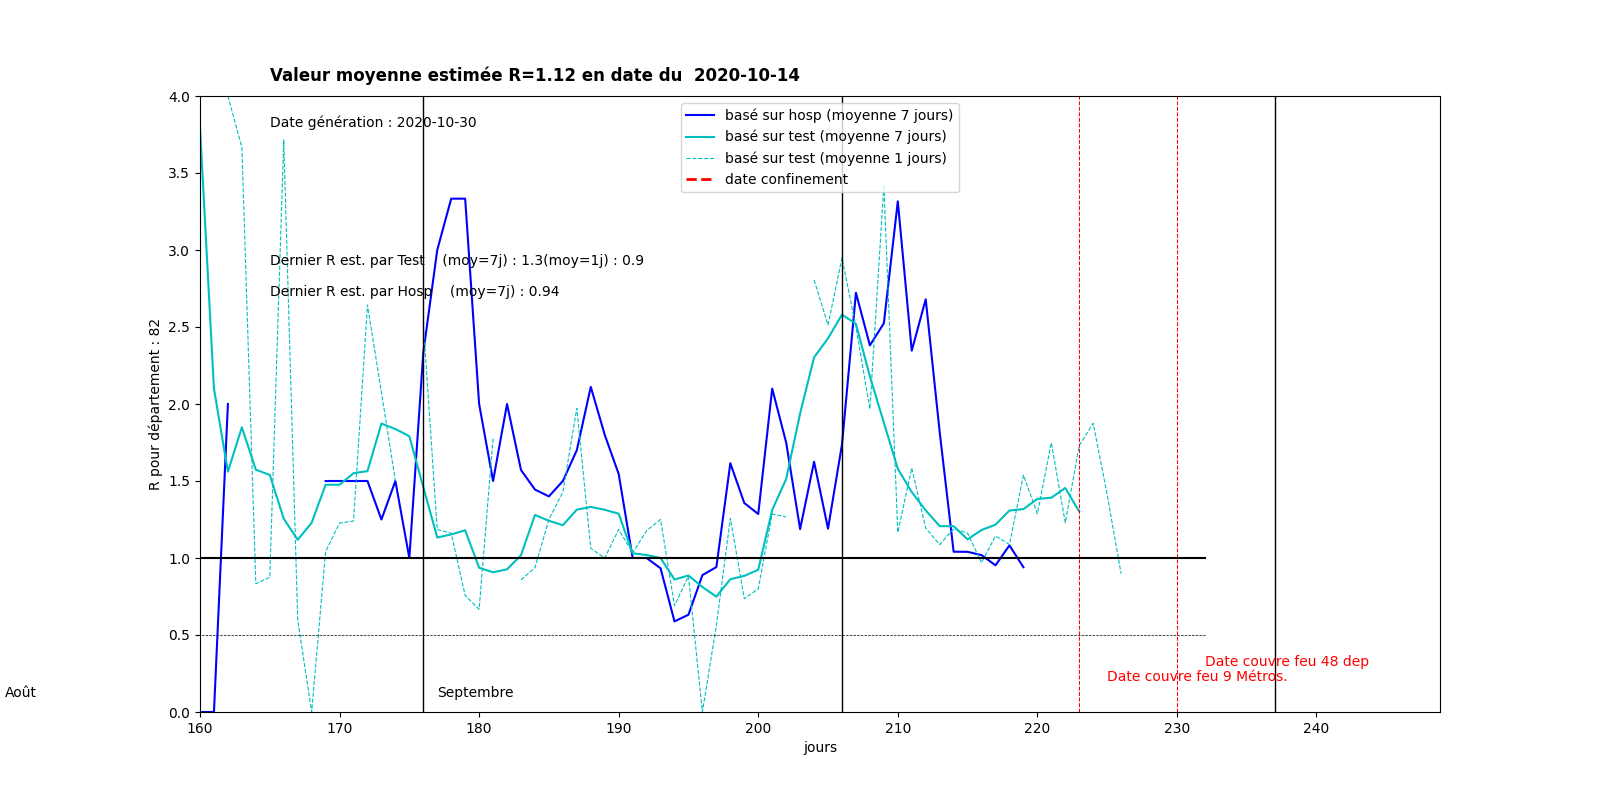 Valeur moyenne estimée R=1.12 en date du  2020-10-14
4.0
Date génération : 2020-10-30
basé sur hosp (moyenne 7 jours)
basé sur test (moyenne 7 jours)
basé sur test (moyenne 1 jours)
date confinement
3.5
3.0
Dernier R est. par Test    (moy=7j) : 1.3(moy=1j) : 0.9
Dernier R est. par Hosp    (moy=7j) : 0.94
2.5
R pour département : 82
2.0
1.5
1.0
0.5
Date couvre feu 48 dep
Date couvre feu 9 Métros.
Août
Septembre
0.0
160 170 180 190 200 210 220 230 240
jours